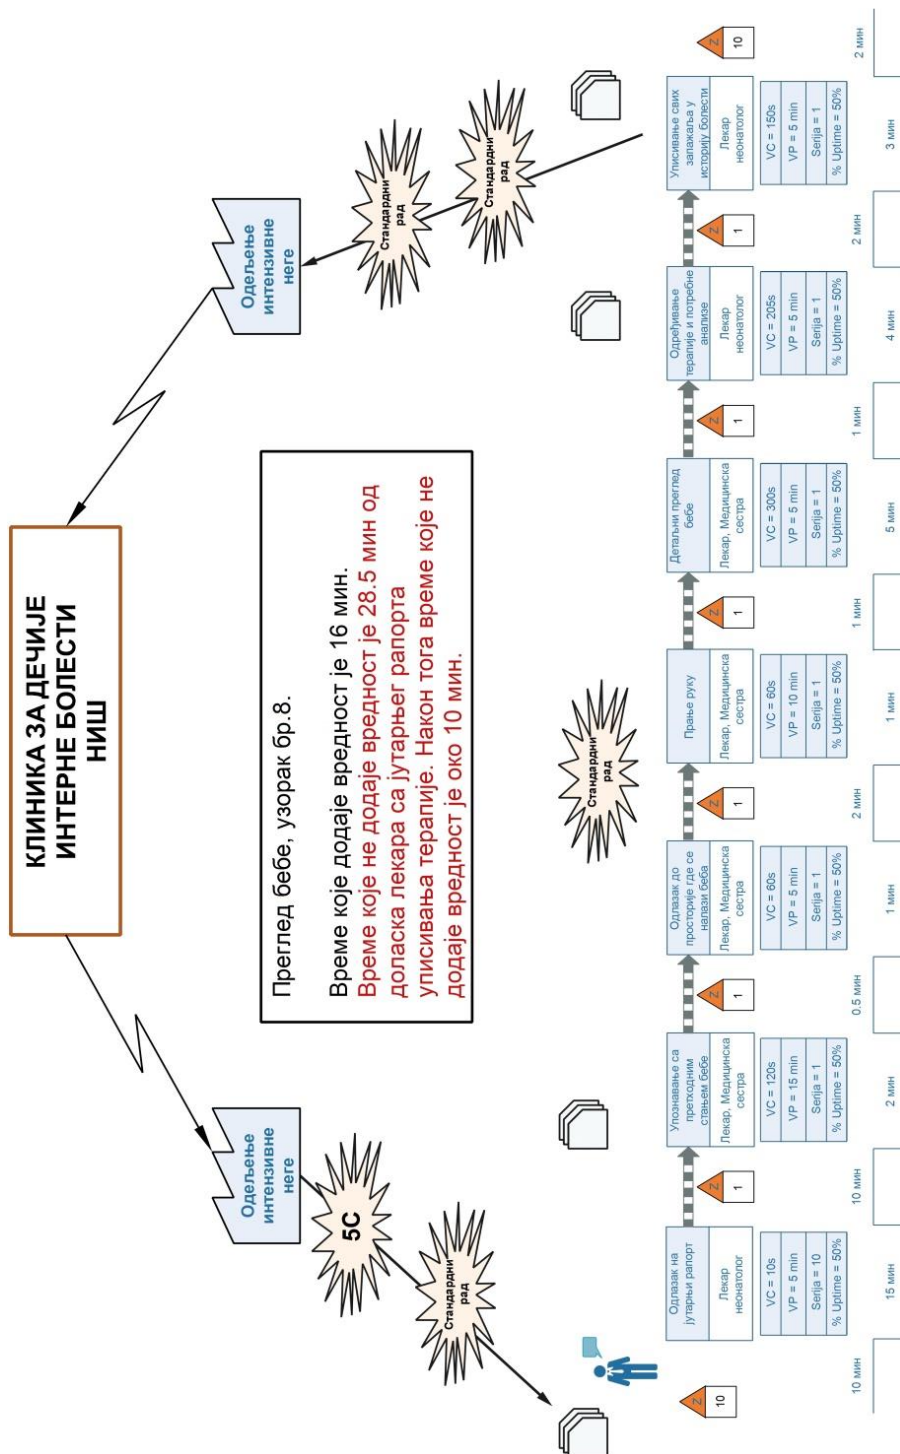 КЛИНИКА ЗА ДЕЧИЈЕ
ИНТЕРНЕ БОЛЕСТИ
НИШ
Одељење
интензивне
неге
Одељење
интензивне
неге
5С
Стандардни
рад
Стандардни
рад
Стандардни
рад
Преглед бебе, узорак бр.8.
Време које додаје вредност је 16 мин.
Време које не додаје вредност је 28.5 мин од
доласка лекара са јутарњег рапорта
уписивања терапије. Након тога време које не
додаје вредност је око 10 мин.
Стандардни
рад
Z
10
Одлазак на
јутарњи рапорт
Лекар
неонатолог
VC = 10s
VP = 5 min
Serija = 10
% Uptime = 50%
Z
1
Упознавање са
претходним
стањем бебе
Лекар, Медицинска
сестра
VC = 120s
VP = 15 min
Serija = 1
% Uptime = 50%
Z
1
Одлазак до
просторије где се
налази беба
Лекар, Медицинска
сестра
VC = 60s
VP = 5 min
Serija = 1
% Uptime = 50%
Z
1
Прање руку
Лекар, Медицинска
сестра
VC = 60s
VP = 10 min
Serija = 1
% Uptime = 50%
Z
1
Детаљни преглед
бебе
Лекар, Медицинска
сестра
VC = 300s
VP = 5 min
Serija = 1
% Uptime = 50%
Z
1
Одређивање
терапије и потребне
анализе
Лекар
неонатолог
VC = 205s
VP = 5 min
Serija = 1
% Uptime = 50%
Z
1
Уписивање свих
запажања у
историју болести
Лекар
неонатолог
VC = 150s
VP = 5 min
Serija = 1
% Uptime = 50%
Z
10
10 мин
15 мин
10 мин
2 мин
0.5 мин
1 мин
2 мин
1 мин
1 мин
5 мин
1 мин
4 мин
2 мин
3 мин
2 мин